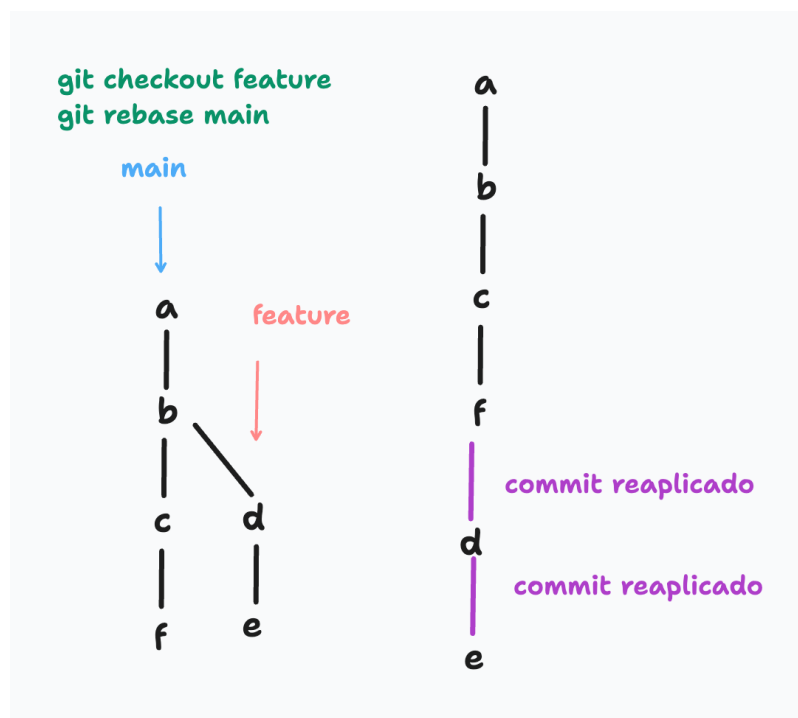 git checkout feature
git rebase main
main
a
feature
b
c
d
f
e
a
b
c
f
commit reaplicado
d
commit reaplicado
e